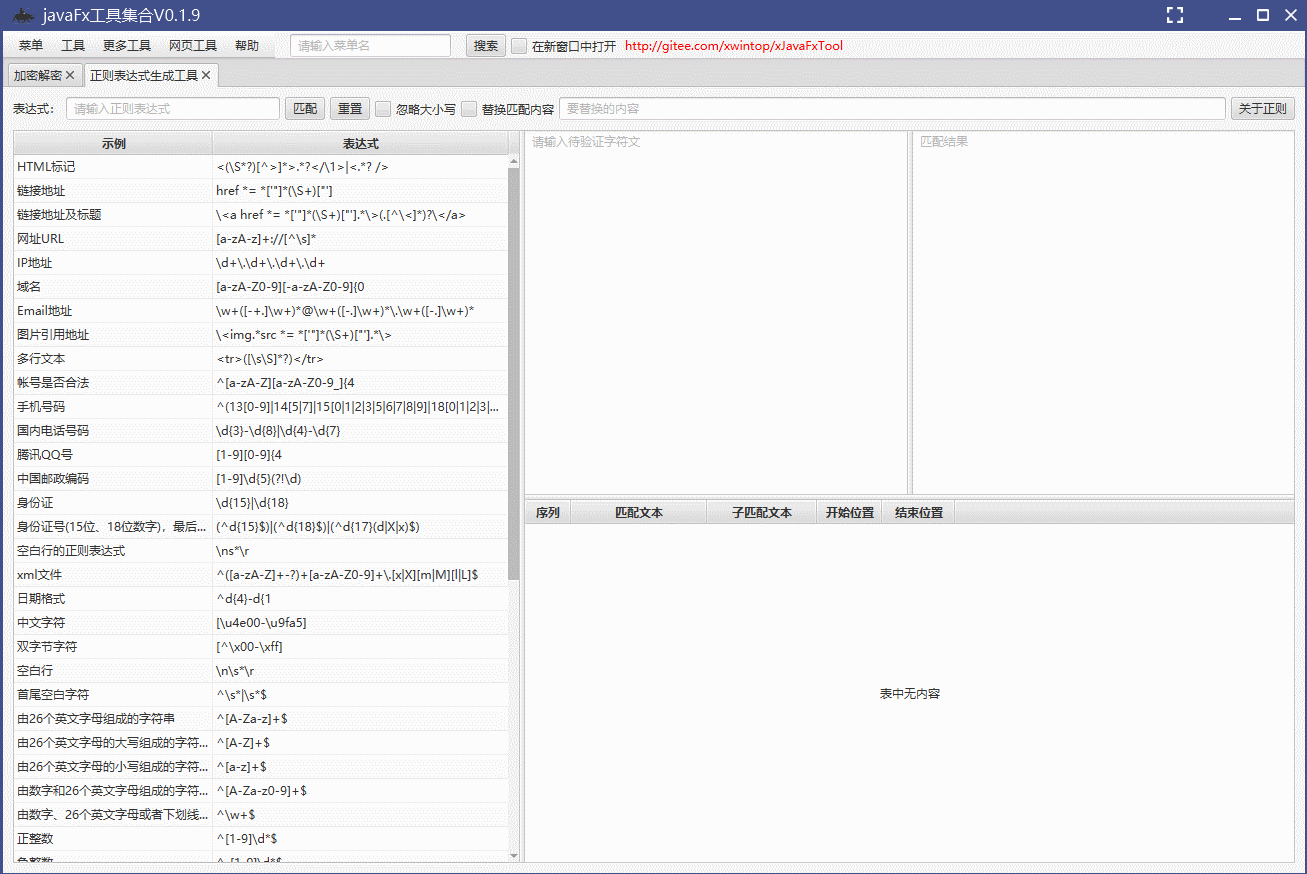 javaFx工具集合V0.1.9
菜单 工具 更多工具 网页工具 帮助 请输入菜单名 搜索 在新窗口中打开 http://gitee.com/xwintop/xJavaFxTool
加密解密 正则表达式生成工具
表达式: 请输入正则表达式 匹配 重置 忽略大小写 替换匹配内容 要替换的内容 关于正则
示例 表达式
HTML标记 <(\S*?)[^>]*>.*?</\1>|<.*? />
链接地址 href *= *['"]*(\S+)["']
链接地址及标题 \<a href *= *['"]*(\S+)["'].*\>(.[^\<]*)?\</a>
网址URL [a-zA-z]+://[^\s]*
IP地址 \d+\.\d+\.\d+\.\d+
域名 [a-zA-Z0-9][-a-zA-Z0-9]{0
Email地址 \w+([-+.]\w+)*@\w+([-.]\w+)*\.\w+([-.]\w+)*
图片引用地址 \<img.*src *= *['"]*(\S+)["'].*\>
多行文本 <tr>([\s\S]*?)</tr>
帐号是否合法 ^[a-zA-Z][a-zA-Z0-9_]{4
手机号码 ^(13[0-9]|14[5|7]|15[0|1|2|3|5|6|7|8|9]|18[0|1|2|3|...
国内电话号码 \d{3}-\d{8}|\d{4}-\d{7}
腾讯QQ号 [1-9][0-9]{4
中国邮政编码 [1-9]\d{5}(?!\d)
身份证 \d{15}|\d{18}
身份证号(15位、18位数字)，最后... (^d{15}$)|(^d{18}$)|(^d{17}(d|X|x)$)
空白行的正则表达式 \ns*\r
xml文件 ^([a-zA-Z]+-?)+[a-zA-Z0-9]+\.[x|X][m|M][l|L]$
日期格式 ^d{4}-d{1
中文字符 [\u4e00-\u9fa5]
双字节字符 [^\x00-\xff]
空白行 \n\s*\r
首尾空白字符 ^\s*|\s*$
由26个英文字母组成的字符串 ^[A-Za-z]+$
由26个英文字母的大写组成的字符... ^[A-Z]+$
由26个英文字母的小写组成的字符... ^[a-z]+$
由数字和26个英文字母组成的字符... ^[A-Za-z0-9]+$
由数字、26个英文字母或者下划线... ^\w+$
正整数 ^[1-9]\d*$
负整数 ^-[1-9]\d*$
请输入待验证字符文
匹配结果
序列 匹配文本 子匹配文本 开始位置 结束位置
表中无内容